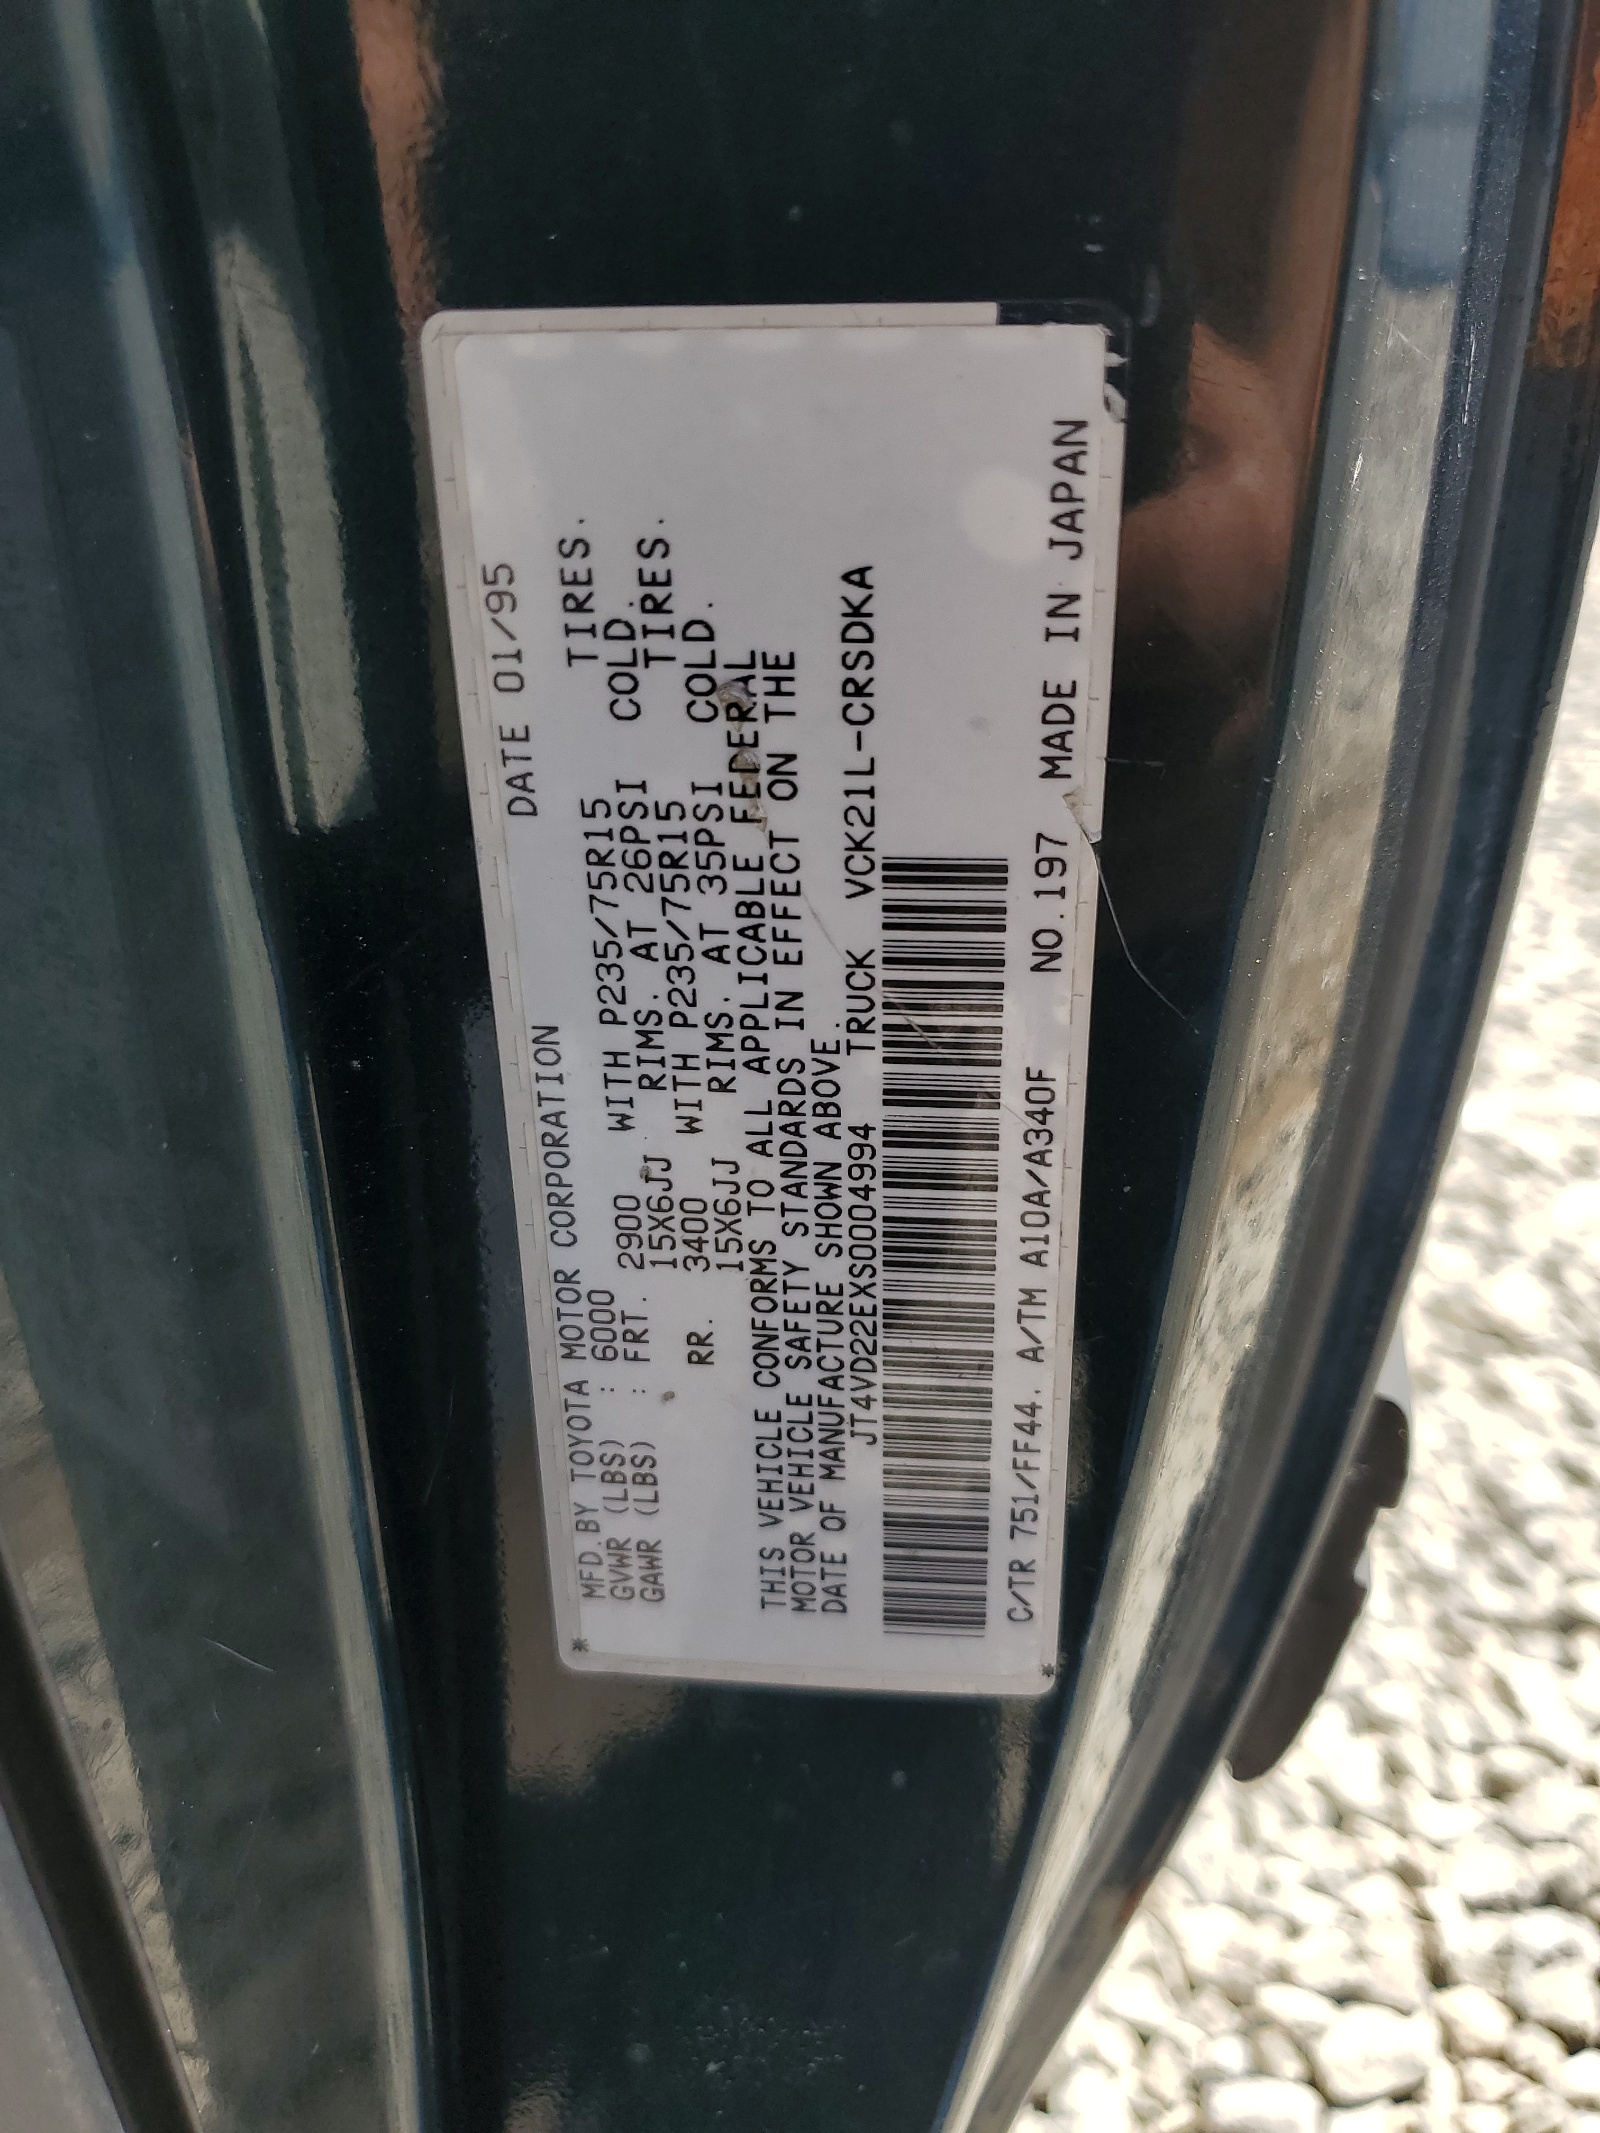 MFD.BY TOYOTA MOTOR CORPORATION DATE 01/95
GVWR (LBS) : 6000
GAWR (LBS) : FRT. 2900 WITH P235/75R15 TIRES.
15X6JJ RIMS. AT 26PSI COLD.
RR. 3400 WITH P235/75R15 TIRES.
15X6JJ RIMS. AT 35PSI COLD.
THIS VEHICLE CONFORMS TO ALL APPLICABLE FEDERAL
MOTOR VEHICLE SAFETY STANDARDS IN EFFECT ON THE
DATE OF MANUFACTURE SHOWN ABOVE.
JT4VD22EXS0004994 TRUCK VCK21L-CRSDKA
C/TR 751/FF44. A/TM A10A/A340F NO.197 MADE IN JAPAN